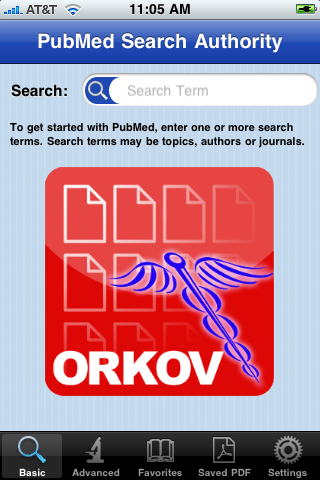 AT&T 11:05 AM
PubMed Search Authority
Search: Search Term
To get started with PubMed, enter one or more search
terms. Search terms may be topics, authors or journals.
ORKOV
Basic Advanced Favorites Saved PDF Settings